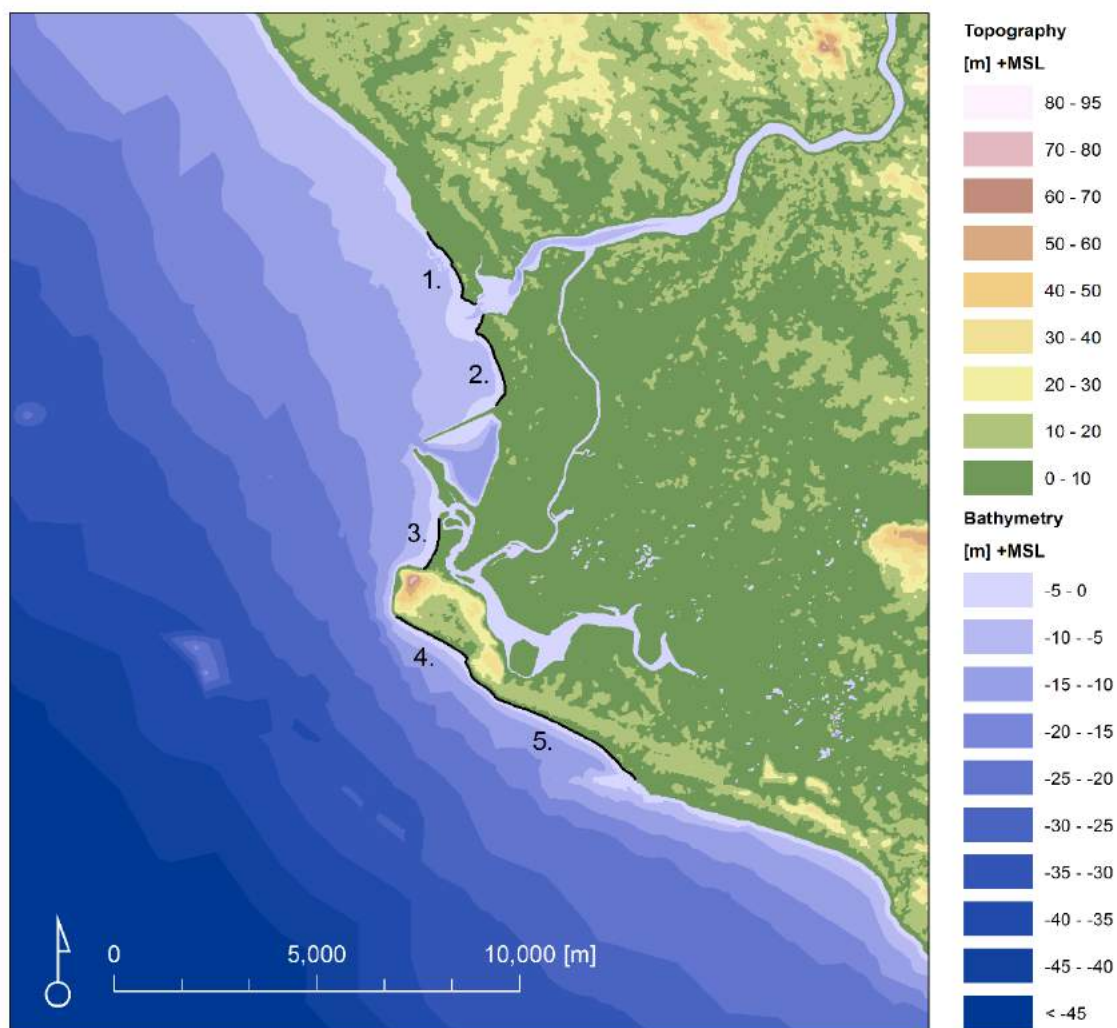 1.
2.
3.
4.
5.
0 5,000 10,000 [m]
Topography
[m] +MSL
80 - 95
70 - 80
60 - 70
50 - 60
40 - 50
30 - 40
20 - 30
10 - 20
0 - 10
Bathymetry
[m] +MSL
-5 - 0
-10 - -5
-15 - -10
-20 - -15
-25 - -20
-30 - -25
-35 - -30
-40 - -35
-45 - -40
< -45